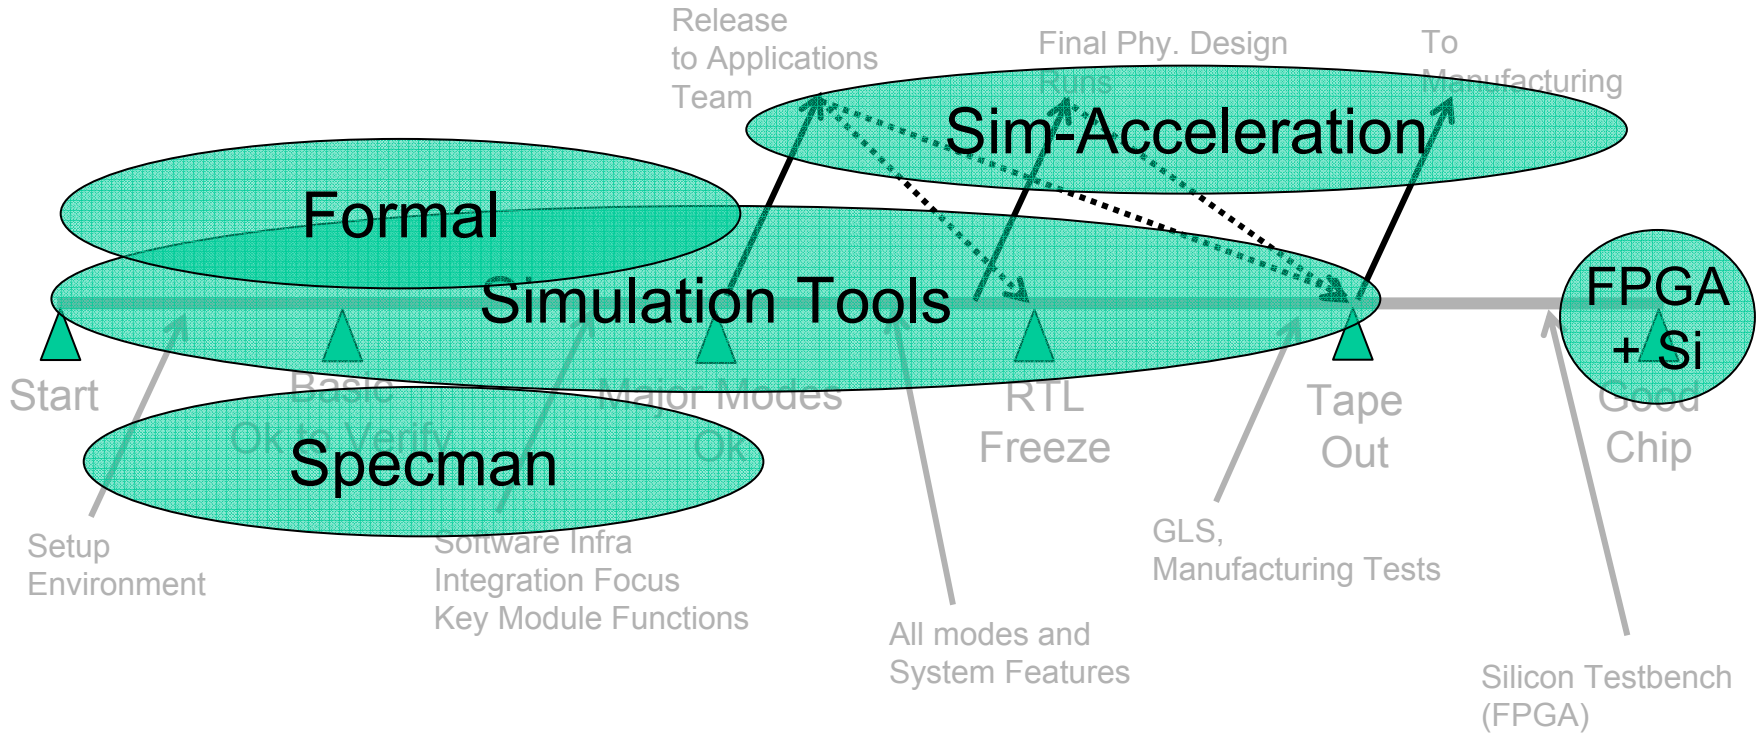 Release
to Applications
Team
Final Phy. Design
Runs
To
Manufacturing
Sim-Acceleration
Formal
Simulation Tools
FPGA
+ Si
Start
Basic
Ok to Verify
Major Modes
Ok
RTL
Freeze
Tape
Out
Good
Chip
Specman
Setup
Environment
Software Infra
Integration Focus
Key Module Functions
All modes and
System Features
GLS,
Manufacturing Tests
Silicon Testbench
(FPGA)